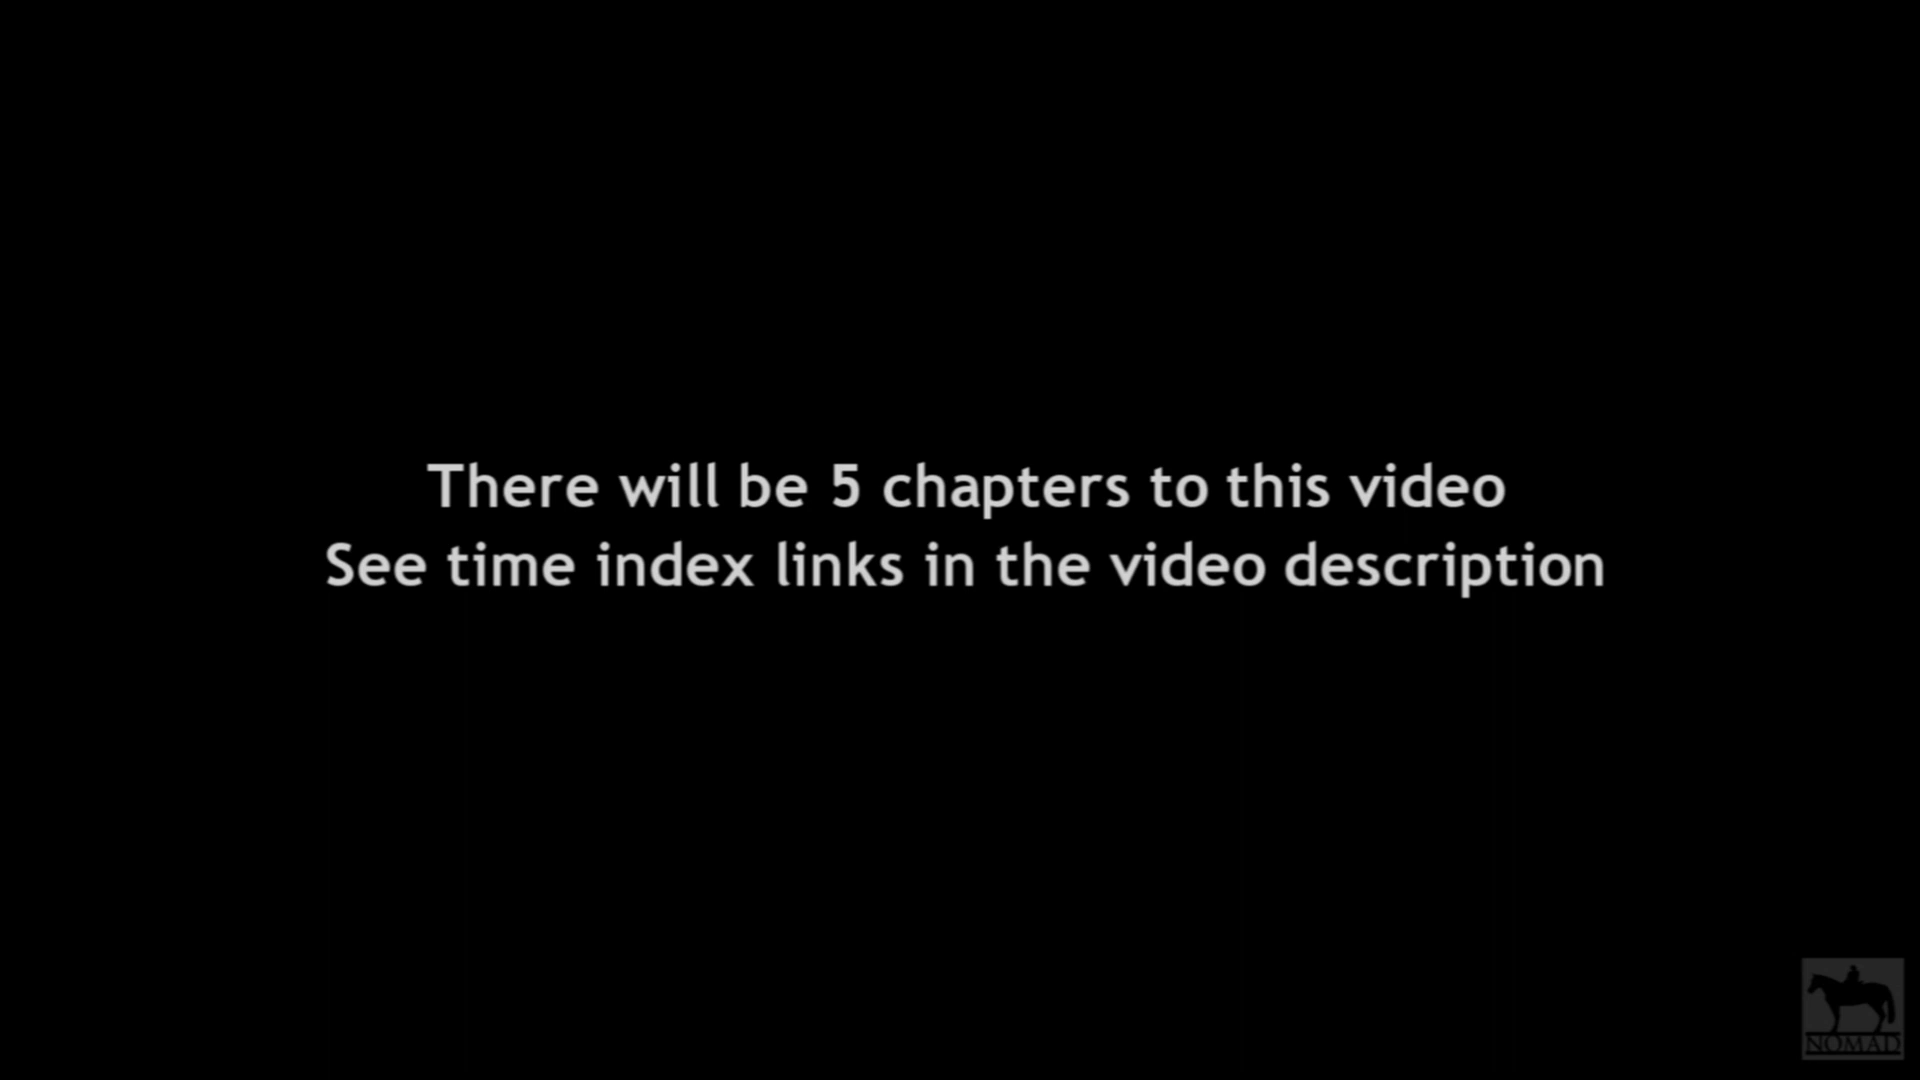 There will be 5 chapters to this video
See time index links in the video description
NOMAD